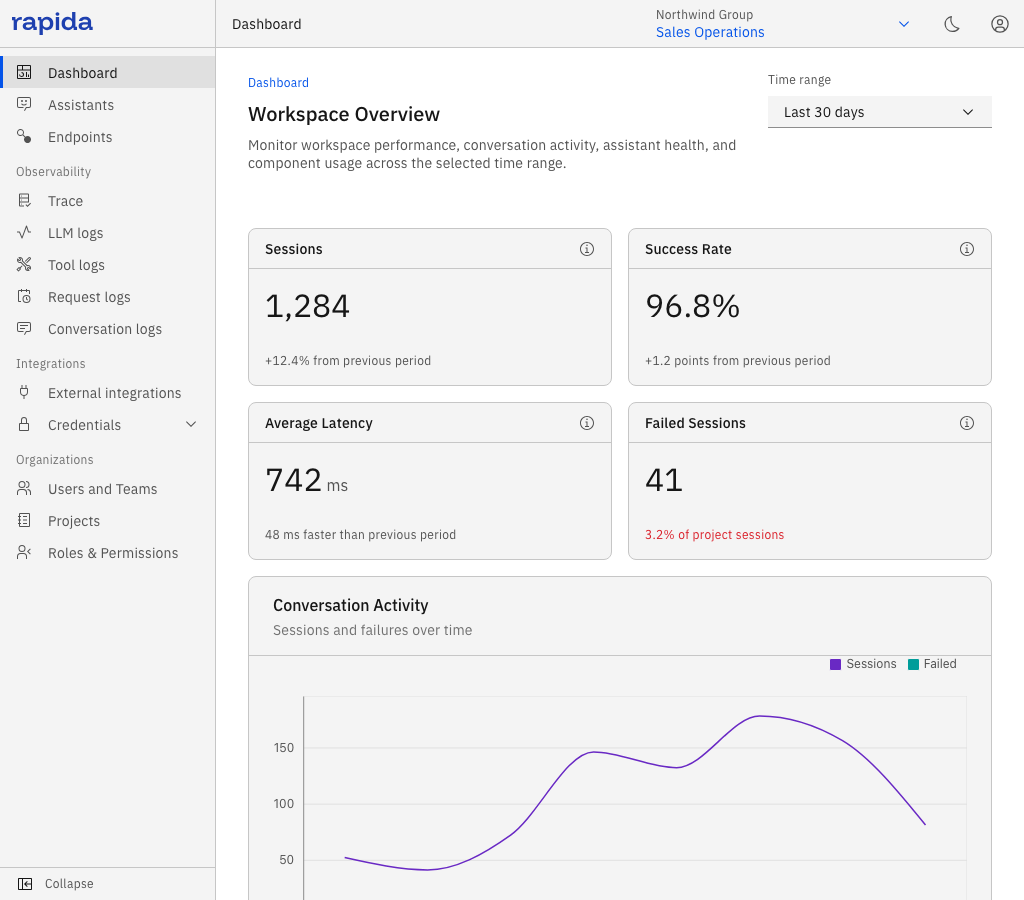 rapida
Dashboard
Northwind Group
Sales Operations
Dashboard
Assistants
Endpoints
Observability
Trace
LLM logs
Tool logs
Request logs
Conversation logs
Integrations
External integrations
Credentials
Organizations
Users and Teams
Projects
Roles & Permissions
Collapse
Dashboard
Workspace Overview
Monitor workspace performance, conversation activity, assistant health, and
component usage across the selected time range.
Time range
Last 30 days
Sessions
1,284
+12.4% from previous period
Success Rate
96.8%
+1.2 points from previous period
Average Latency
742 ms
48 ms faster than previous period
Failed Sessions
41
3.2% of project sessions
Conversation Activity
Sessions and failures over time
Sessions Failed
150
100
50